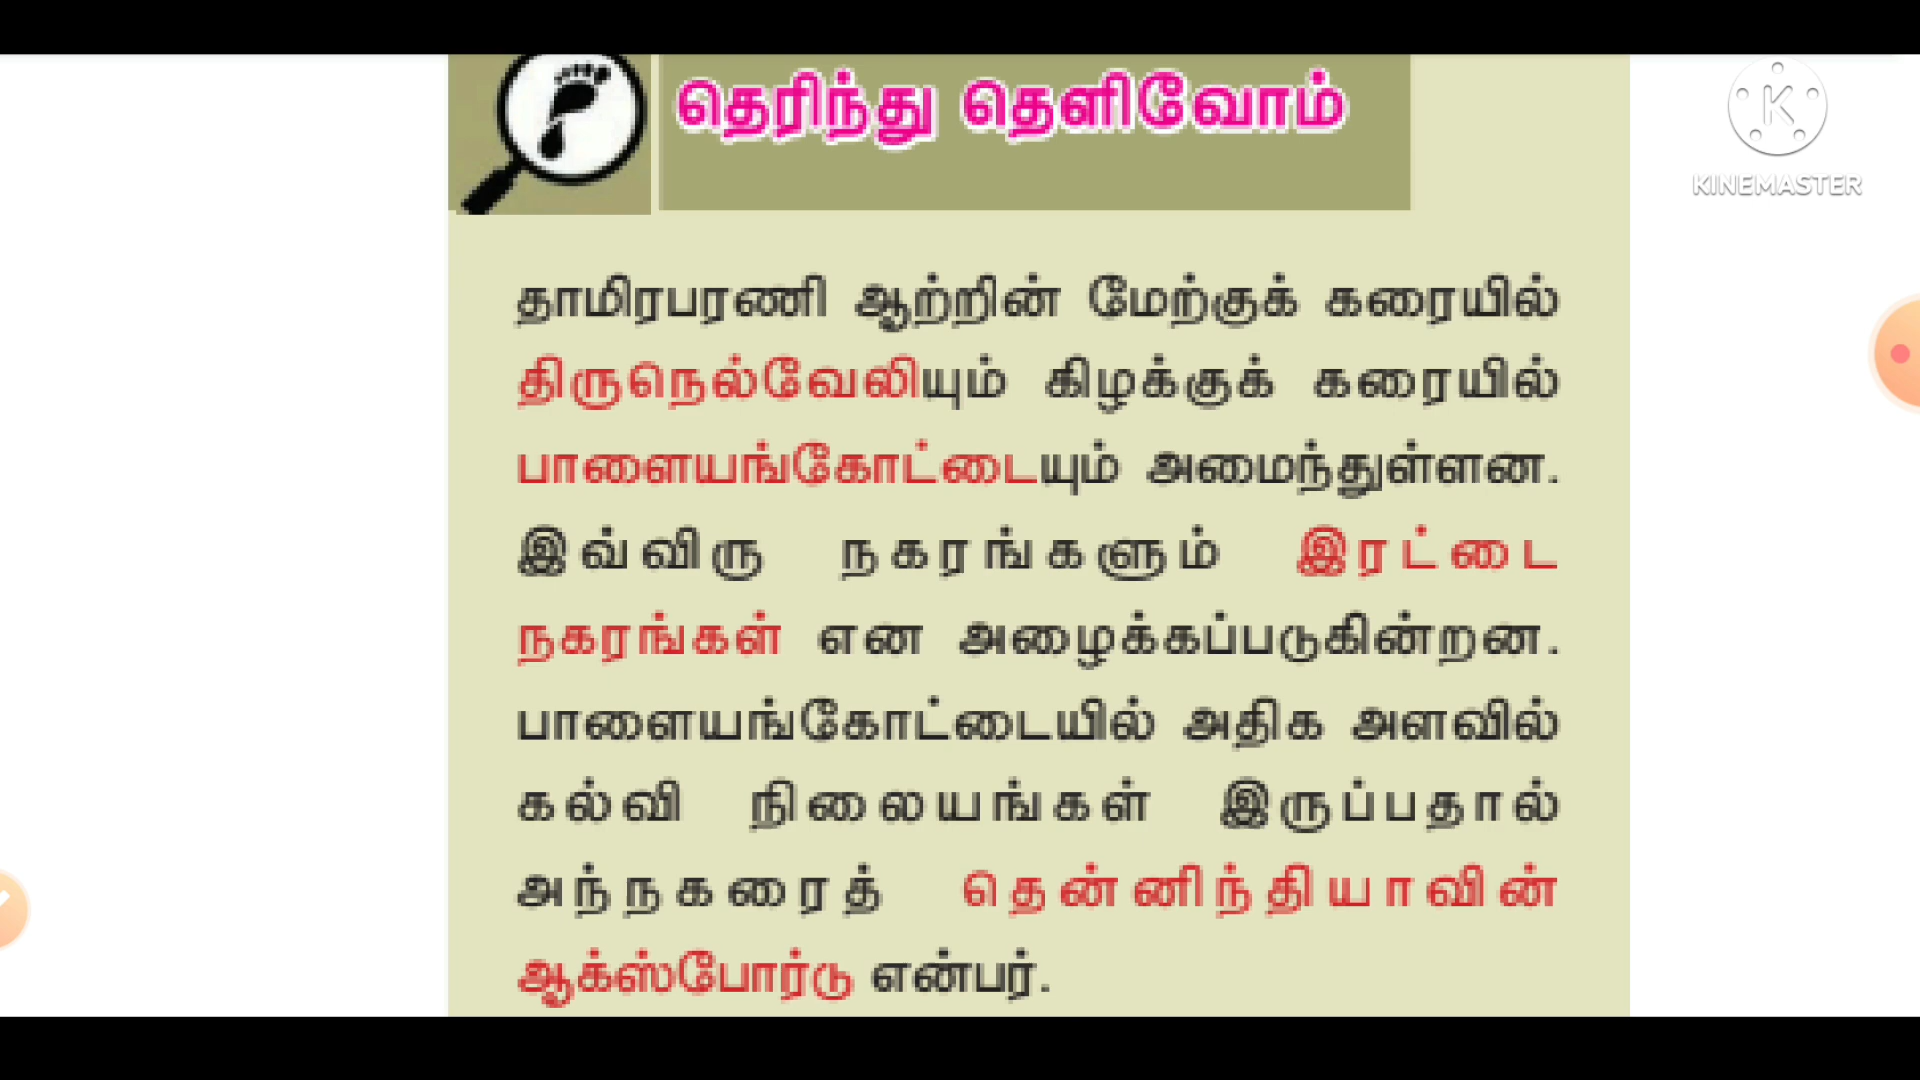 தெரிந்து தெளிவோம்
KINEMASTER
தாமிரபரணி ஆற்றின் மேற்குக் கரையில்
திருநெல்வேலியும் கிழக்குக் கரையில்
பாளையங்கோட்டையும் அமைந்துள்ளன.
இவ்விரு நகரங்களும் இரட்டை
நகரங்கள் என அழைக்கப்படுகின்றன.
பாளையங்கோட்டையில் அதிக அளவில்
கல்வி நிலையங்கள் இருப்பதால்
அந்நகரைத் தென்னிந்தியாவின்
ஆக்ஸ்போர்டு என்பர்.